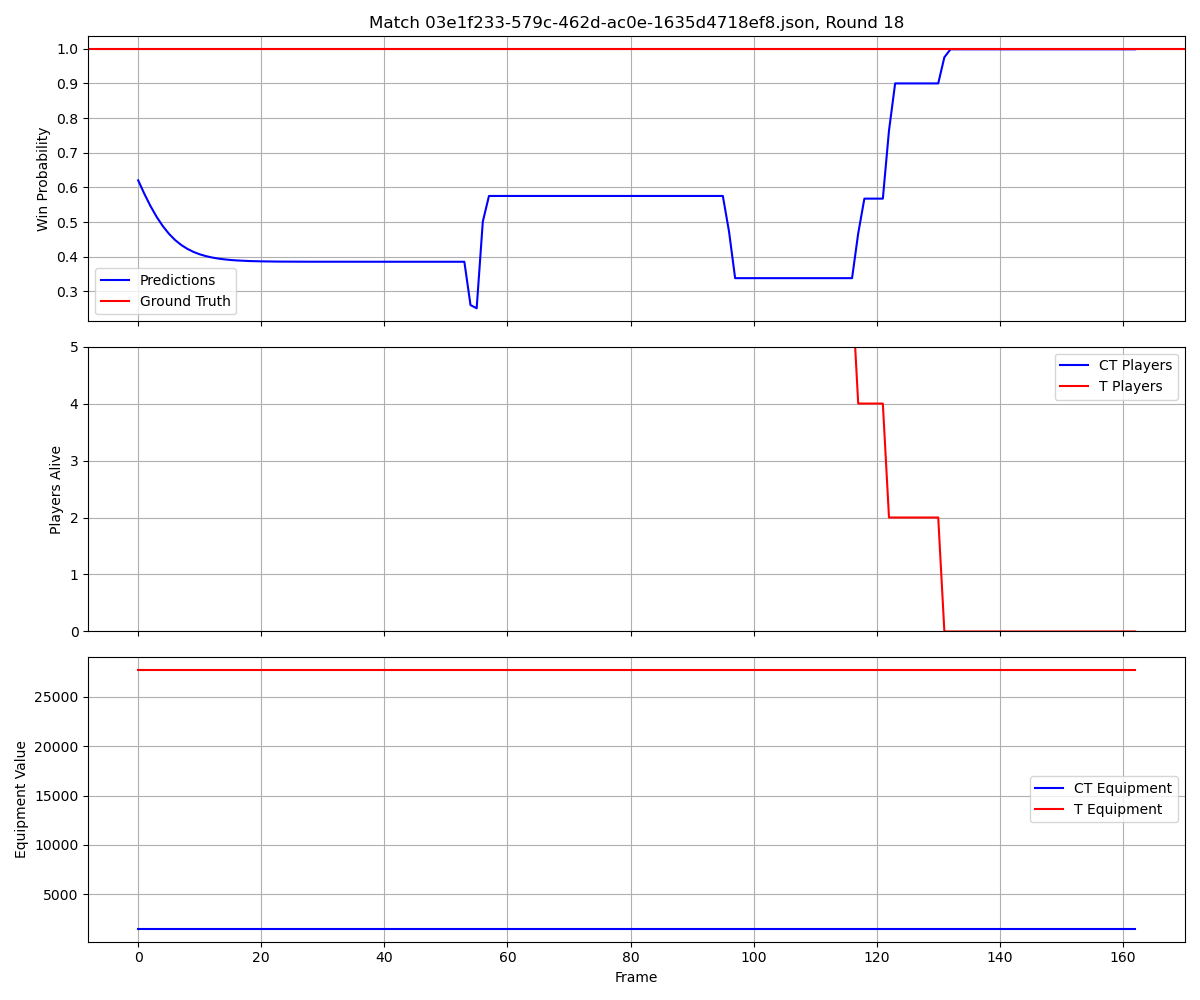 Match 03e1f233-579c-462d-ac0e-1635d4718ef8.json, Round 18
Win Probability
1.0
0.9
0.8
0.7
0.6
0.5
0.4
0.3
Predictions
Ground Truth
Players Alive
5
4
3
2
1
0
CT Players
T Players
Equipment Value
25000
20000
15000
10000
5000
CT Equipment
T Equipment
0 20 40 60 80 100 120 140 160
Frame